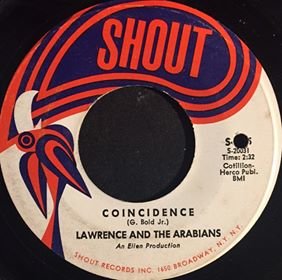 SHOUT
S-20031
Time: 2:32
Cotillion-
Herco Publ.
BMI
COINCIDENCE
(G. Bold Jr.)
LAWRENCE AND THE ARABIANS
An Ellen Production
SHOUT RECORDS INC. 1650 BROADWAY, N.Y. N.Y.